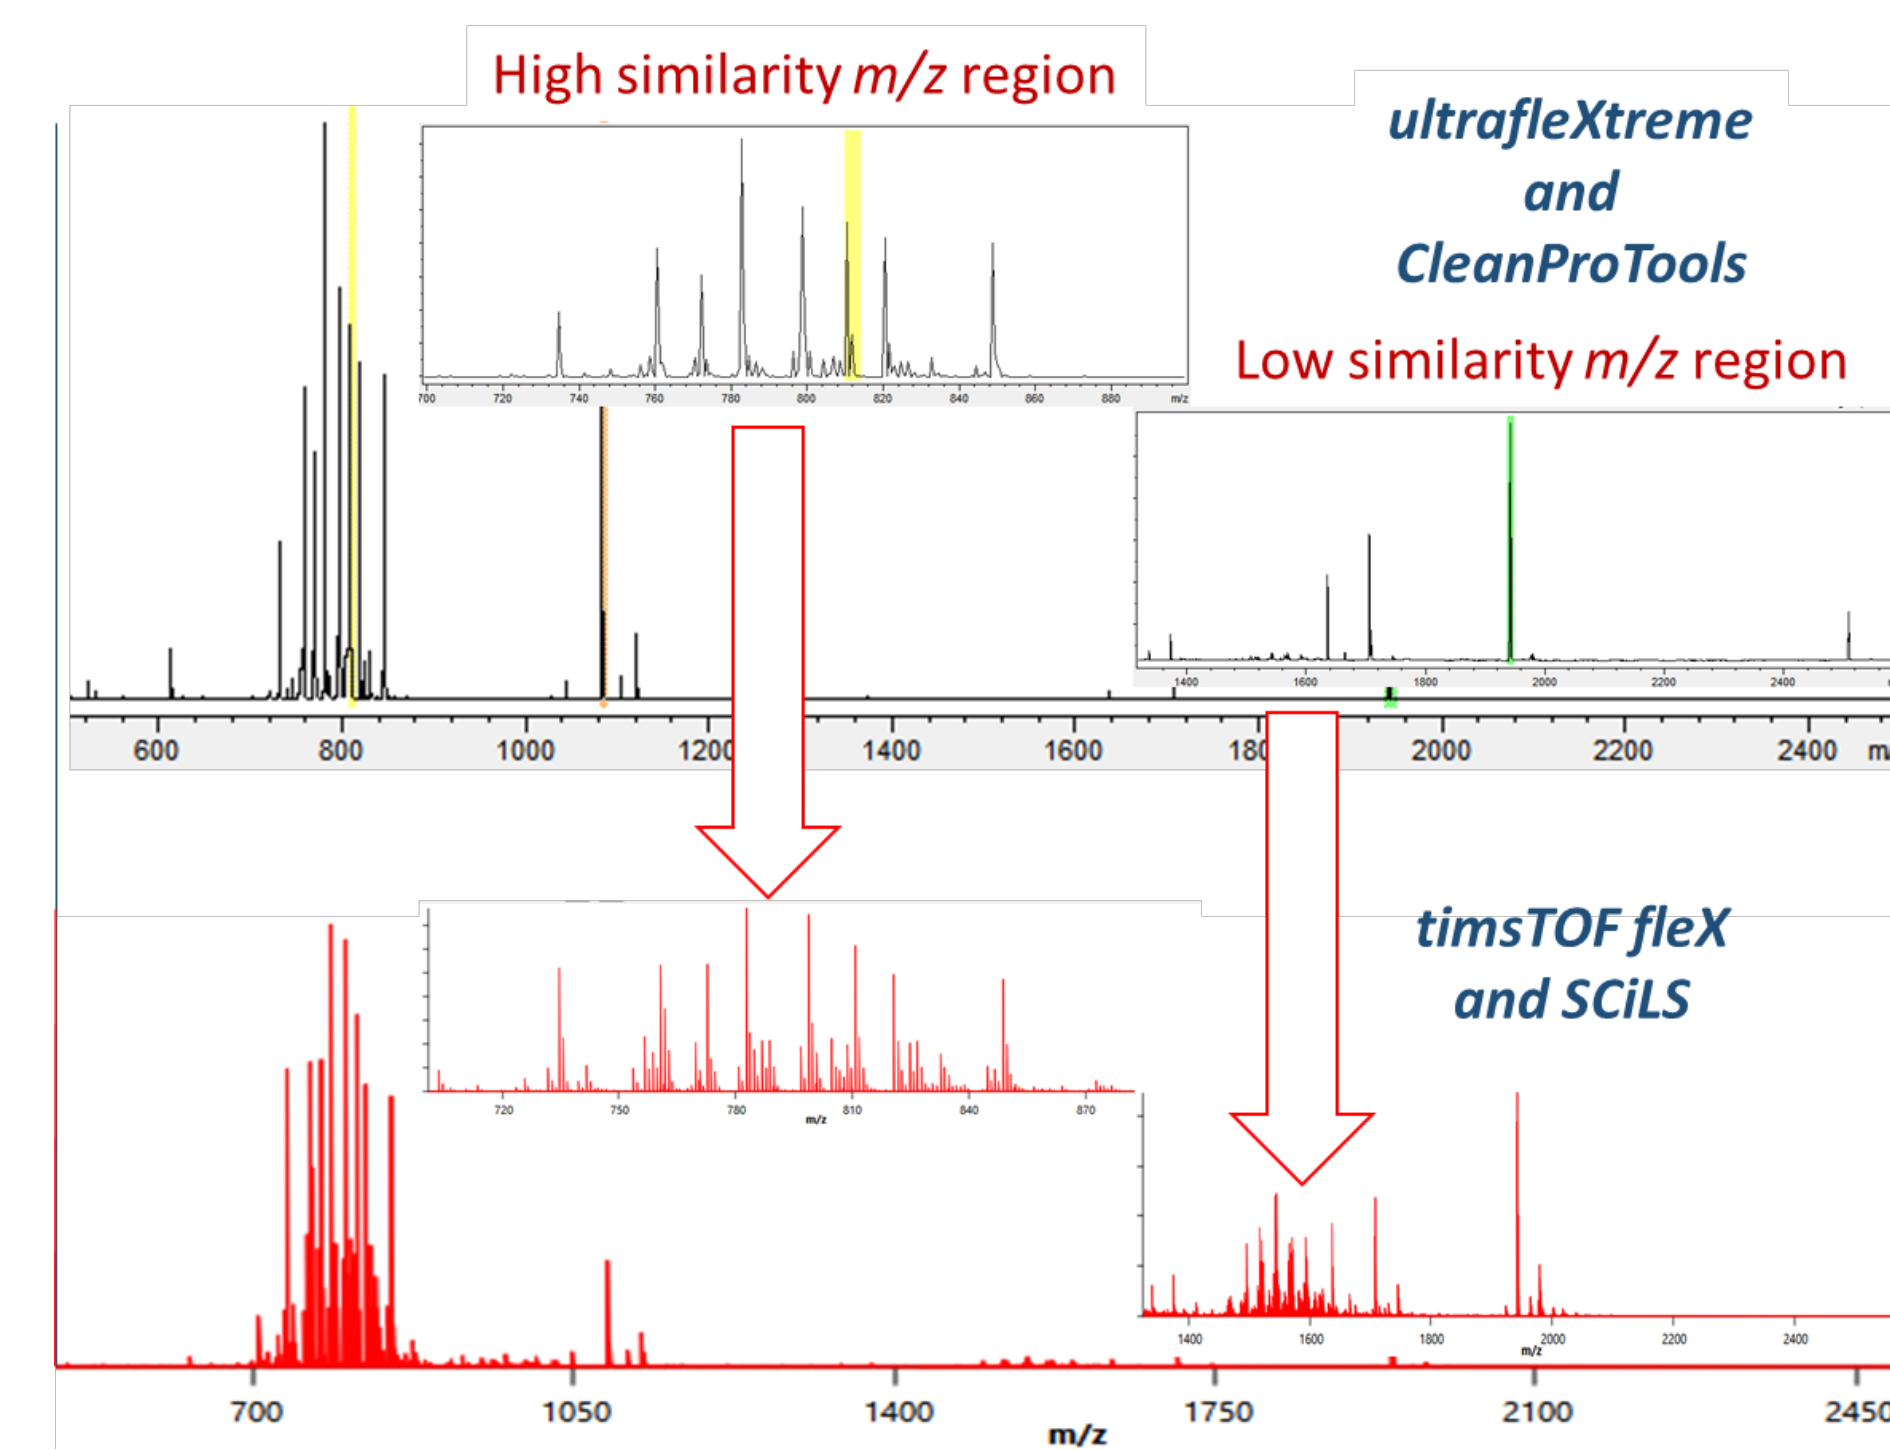 High similarity m/z region
ultrafleXtreme
and
CleanProTools
Low similarity m/z region
700 720 740 760 780 800 820 840 860 880 m/z
1400 1600 1800 2000 2200 2400
600 800 1000 1200 1400 1600 2000 2200 2400
timsTOF fleX
and SCiLS
720 750 780 810 840 870
m/z
1400 1600 1800 2000 2200 2400
m/z
700 1050 1400 1750 2100 2450
m/z